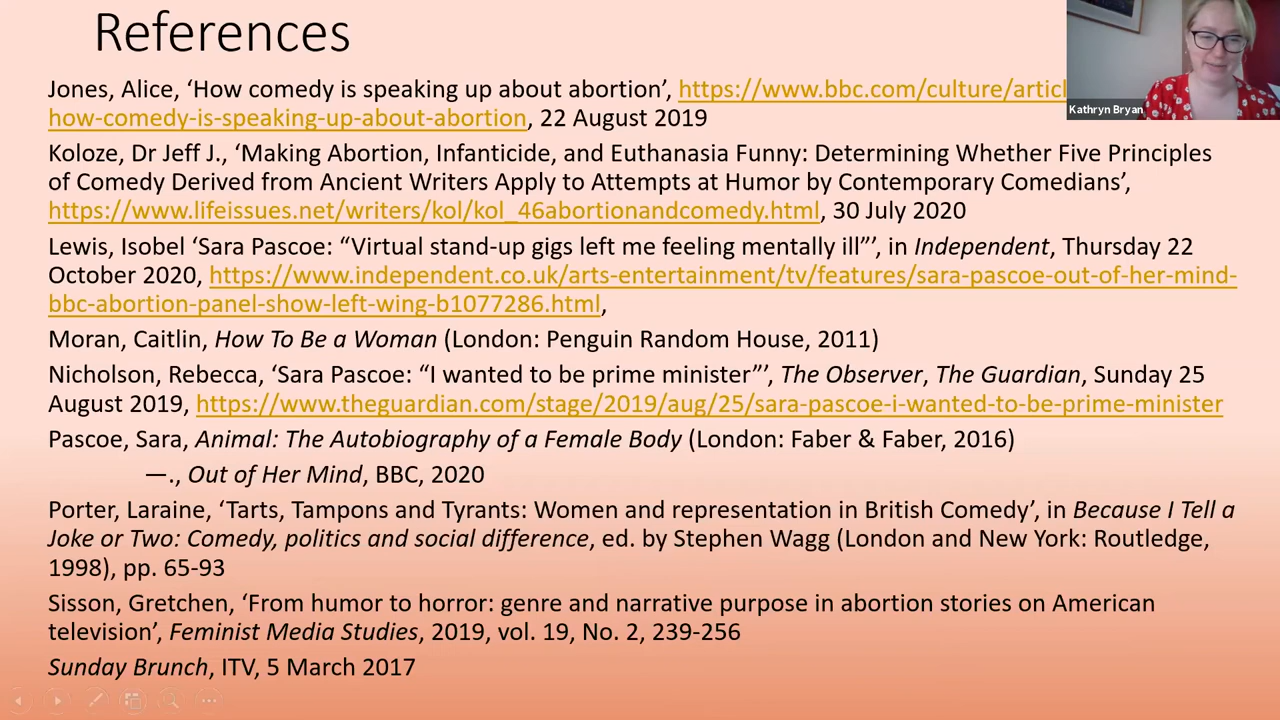 References
Jones, Alice, ‘How comedy is speaking up about abortion’, https://www.bbc.com/culture/articl
how-comedy-is-speaking-up-about-abortion, 22 August 2019
Koloze, Dr Jeff J., ‘Making Abortion, Infanticide, and Euthanasia Funny: Determining Whether Five Principles
of Comedy Derived from Ancient Writers Apply to Attempts at Humor by Contemporary Comedians’,
https://www.lifeissues.net/writers/kol/kol_46abortionandcomedy.html, 30 July 2020
Lewis, Isobel ‘Sara Pascoe: “Virtual stand-up gigs left me feeling mentally ill”’, in Independent, Thursday 22
October 2020, https://www.independent.co.uk/arts-entertainment/tv/features/sara-pascoe-out-of-her-mind-
bbc-abortion-panel-show-left-wing-b1077286.html,
Moran, Caitlin, How To Be a Woman (London: Penguin Random House, 2011)
Nicholson, Rebecca, ‘Sara Pascoe: “I wanted to be prime minister”’, The Observer, The Guardian, Sunday 25
August 2019, https://www.theguardian.com/stage/2019/aug/25/sara-pascoe-i-wanted-to-be-prime-minister
Pascoe, Sara, Animal: The Autobiography of a Female Body (London: Faber & Faber, 2016)
—., Out of Her Mind, BBC, 2020
Porter, Laraine, ‘Tarts, Tampons and Tyrants: Women and representation in British Comedy’, in Because I Tell a
Joke or Two: Comedy, politics and social difference, ed. by Stephen Wagg (London and New York: Routledge,
1998), pp. 65-93
Sisson, Gretchen, ‘From humor to horror: genre and narrative purpose in abortion stories on American
television’, Feminist Media Studies, 2019, vol. 19, No. 2, 239-256
Sunday Brunch, ITV, 5 March 2017
Kathryn Bryan